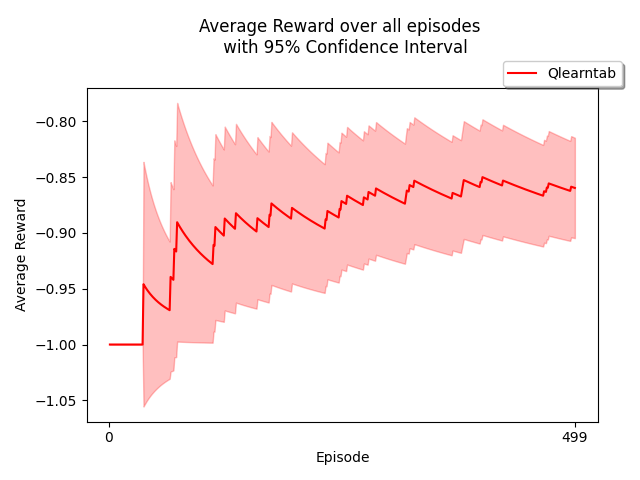 Average Reward over all episodes
with 95% Confidence Interval
Qlearntab
−0.80
−0.85
−0.90
−0.95
−1.00
−1.05
Average Reward
0
499
Episode